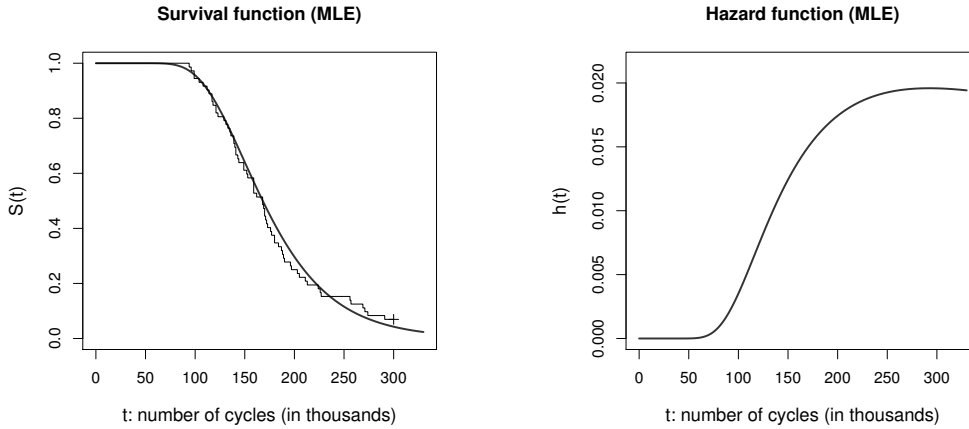 Survival function (MLE)
S(t)
1.0
0.8
0.6
0.4
0.2
0.0
0 50 100 150 200 250 300
t: number of cycles (in thousands)
Hazard function (MLE)
h(t)
0.020
0.015
0.010
0.005
0.000
0 50 100 150 200 250 300
t: number of cycles (in thousands)